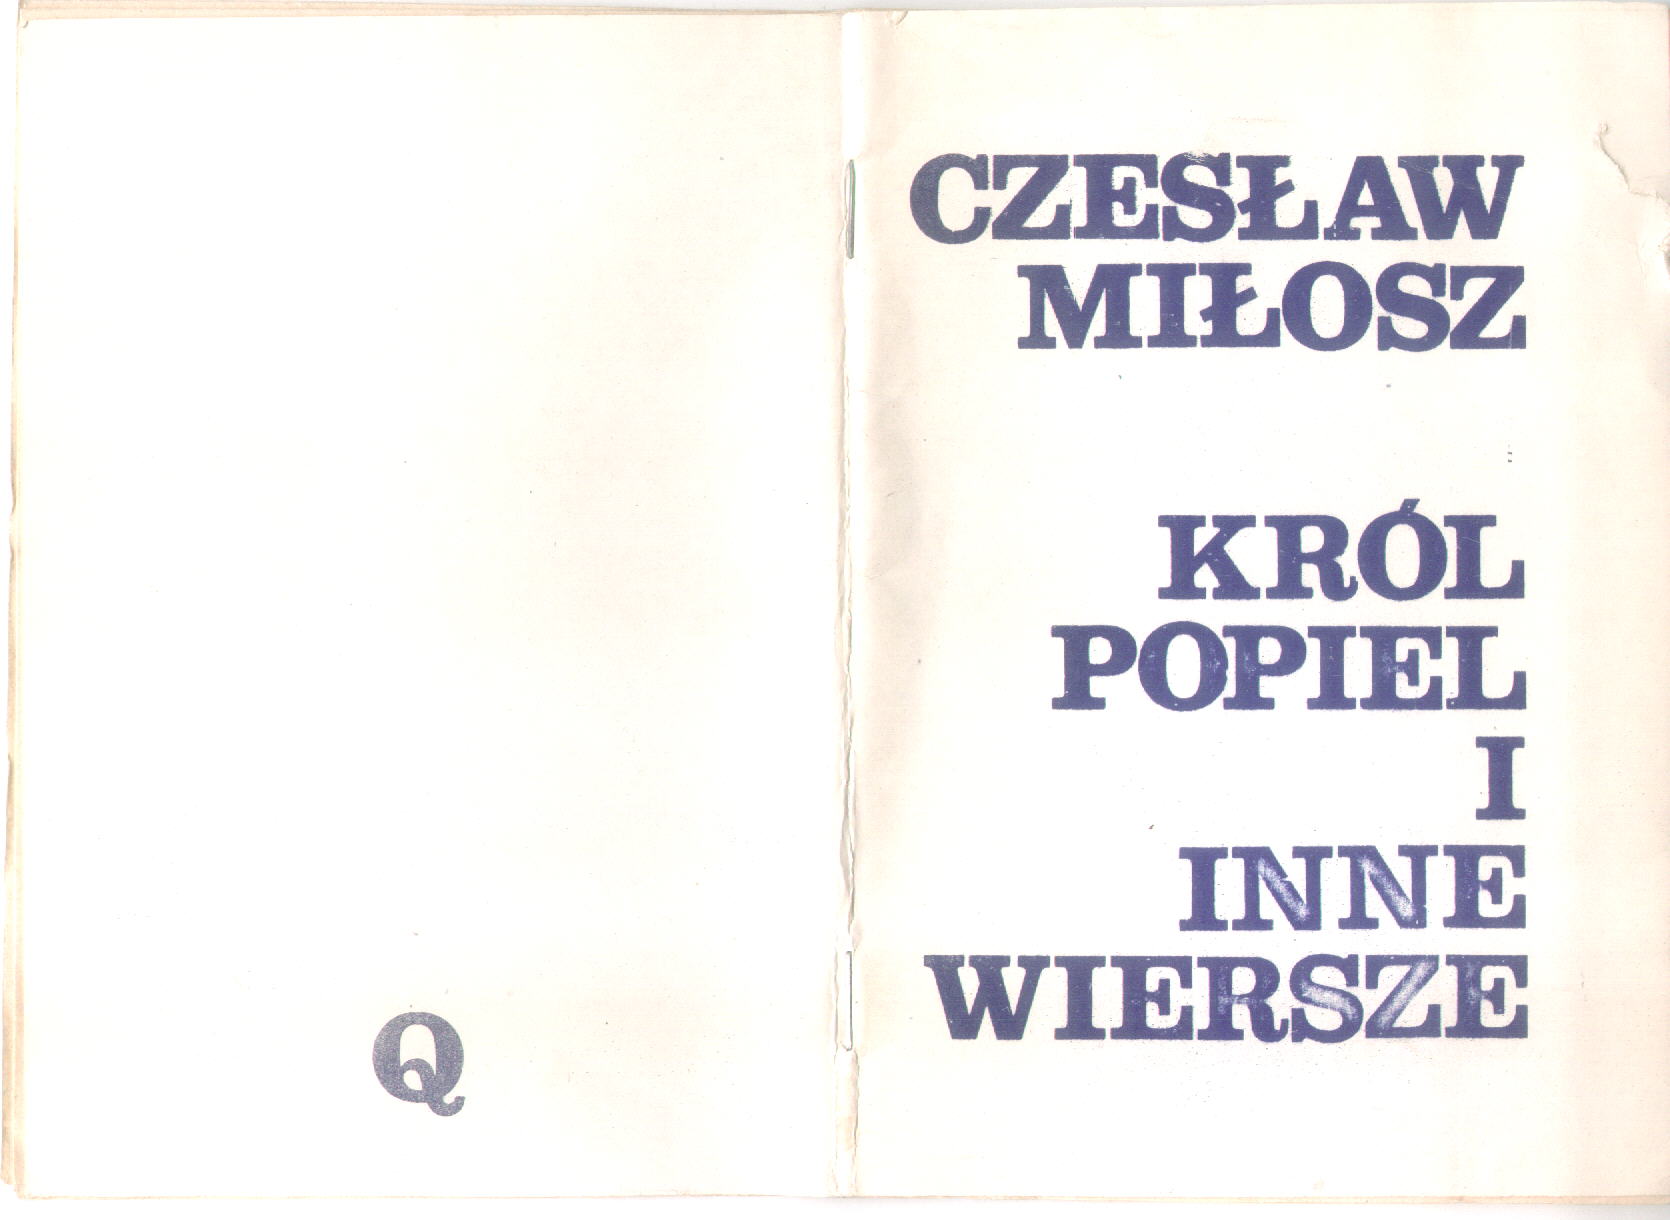 CZESŁAW
MIŁOSZ
KRÓL
POPIEL
I
INNE
WIERSZE
Q